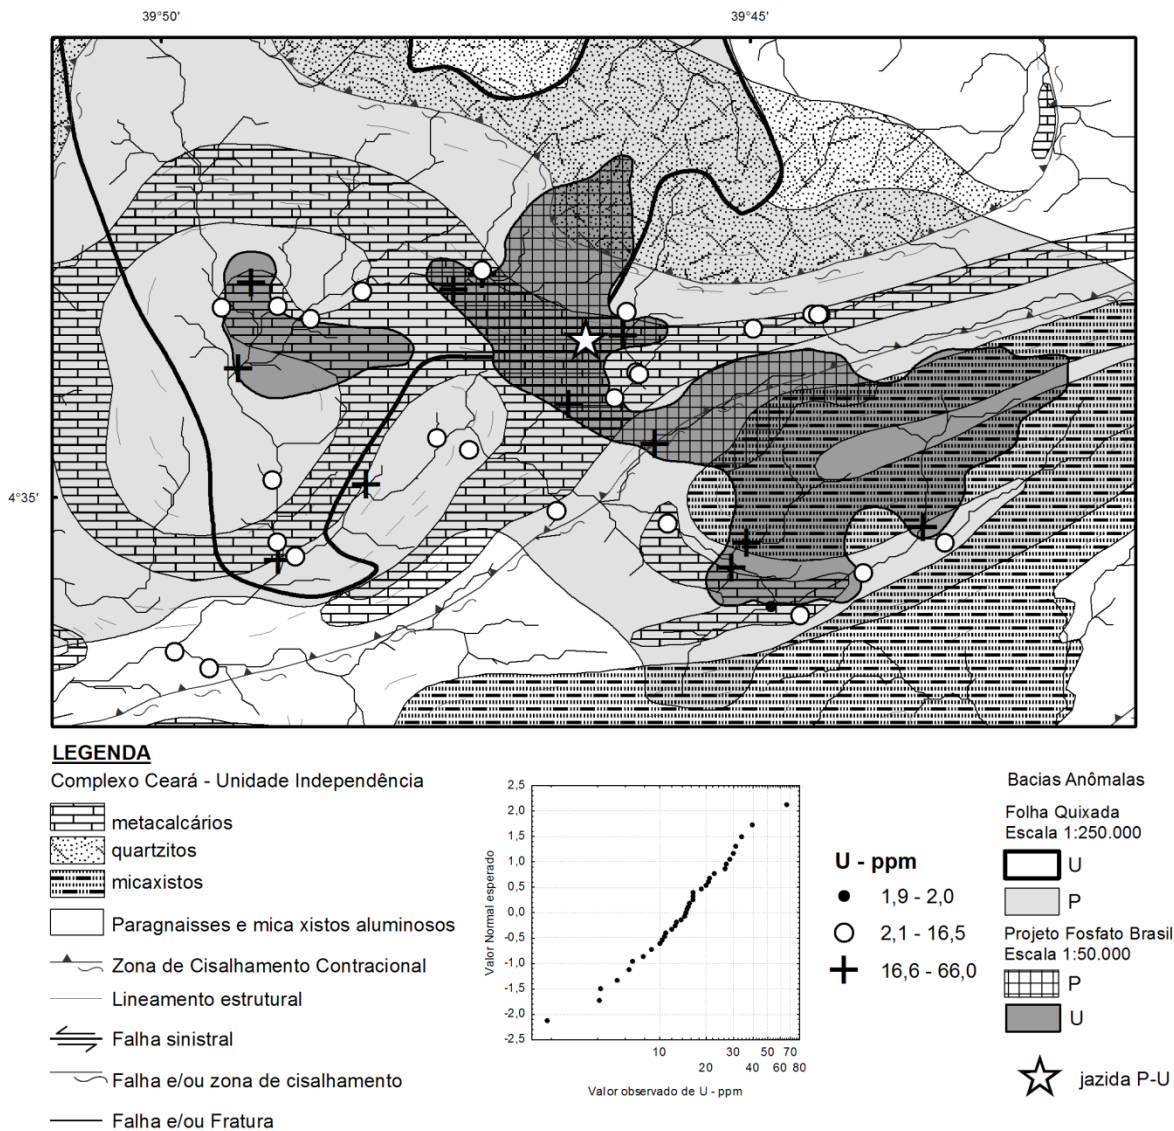 39°50'
39°45'
4°35'
LEGENDA
Complexo Ceará - Unidade Independência
metacalcários
quartzitos
micaxistos
Paragnaisses e mica xistos aluminosos
Zona de Cisalhamento Contracional
Lineamento estrutural
Falha sinistral
Falha e/ou zona de cisalhamento
Falha e/ou Fratura
Valor Normal esperado
2,5
2,0
1,5
1,0
0,5
0,0
-0,5
-1,0
-1,5
-2,0
-2,5
10 30 50 70
20 40 60 80
Valor observado de U - ppm
U - ppm
1,9 - 2,0
2,1 - 16,5
16,6 - 66,0
Bacias Anômalas
Folha Quixada
Escala 1:250.000
U
P
Projeto Fosfato Brasil
Escala 1:50.000
P
U
jazida P-U